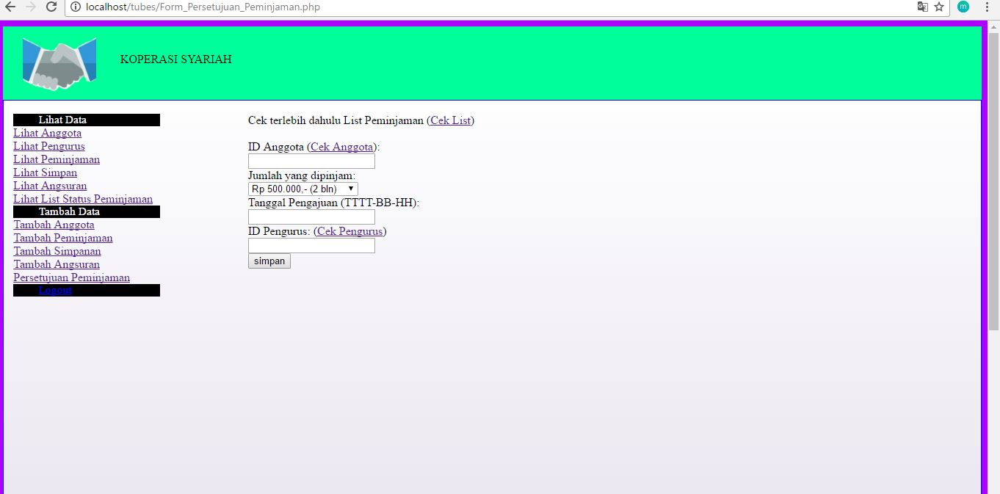 localhost/tubes/Form_Persetujuan_Peminjaman.php
m
KOPERASI SYARIAH
Lihat Data
Lihat Anggota
Lihat Pengurus
Lihat Peminjaman
Lihat Simpan
Lihat Angsuran
Lihat List Status Peminjaman
Tambah Data
Tambah Anggota
Tambah Peminjaman
Tambah Simpanan
Tambah Angsuran
Persetujuan Peminjaman
Logout
Cek terlebih dahulu List Peminjaman (Cek List)
ID Anggota (Cek Anggota):
Jumlah yang dipinjam:
Rp 500.000,- (2 bln)
Tanggal Pengajuan (TTTT-BB-HH):
ID Pengurus: (Cek Pengurus)
simpan